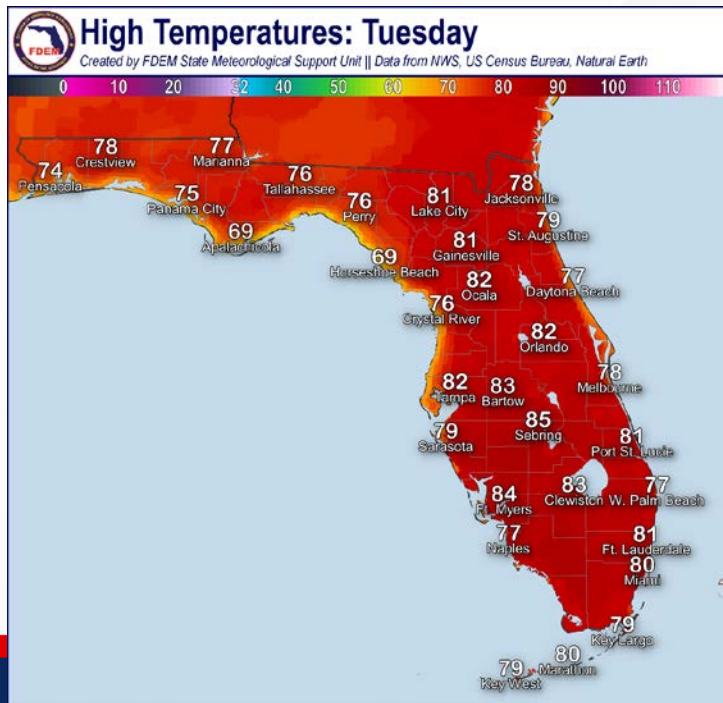 FDEM
High Temperatures: Tuesday
Created by FDEM State Meteorological Support Unit || Data from NWS, US Census Bureau, Natural Earth
0 10 20 32 40 50 60 70 80 90 100 110
78
Crestview
77
Marianna
74
Pensacola
76
Tallahassee
75
Panama City
76
Perry
81
Lake City
78
Jacksonville
69
Apalachicola
79
St. Augustine
81
Gainesville
69
Horseshoe Beach
82
Ocala
77
Daytona Beach
76
Crystal River
82
Orlando
78
Melbourne
82
Tampa
83
Bartow
85
Sebring
79
Sarasota
81
Port St. Lucie
84
Ft. Myers
83
Clewiston
77
W. Palm Beach
77
Naples
81
Ft. Lauderdale
80
Miami
79
Key Largo
80
Marathon
79
Key West